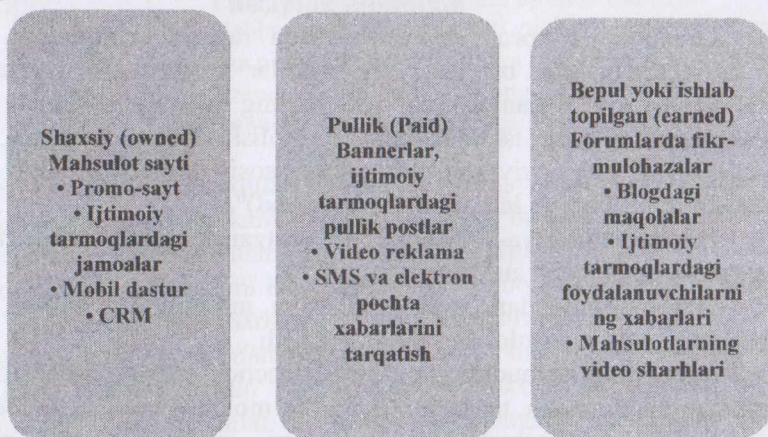 Shaxsiy (owned)
Mahsulot sayti
• Promo-sayt
• Ijtimoiy
tarmoqlardagi
jamoalar
• Mobil dastur
• CRM
Pullik (Paid)
Bannerlar,
ijtimoiy
tarmoqlardagi
pullik postlar
• Video reklama
• SMS va elektron
pochta
xabarlarini
tarqatish
Bepul yoki ishlab
topilgan (earned)
Forumlarda fikr-
mulohazalar
• Blogdagi
maqolalar
• Ijtimoiy
tarmoqlardagi
foydalanuvchilarni
ng xabarlari
• Mahsulotlarning
video sharhlari